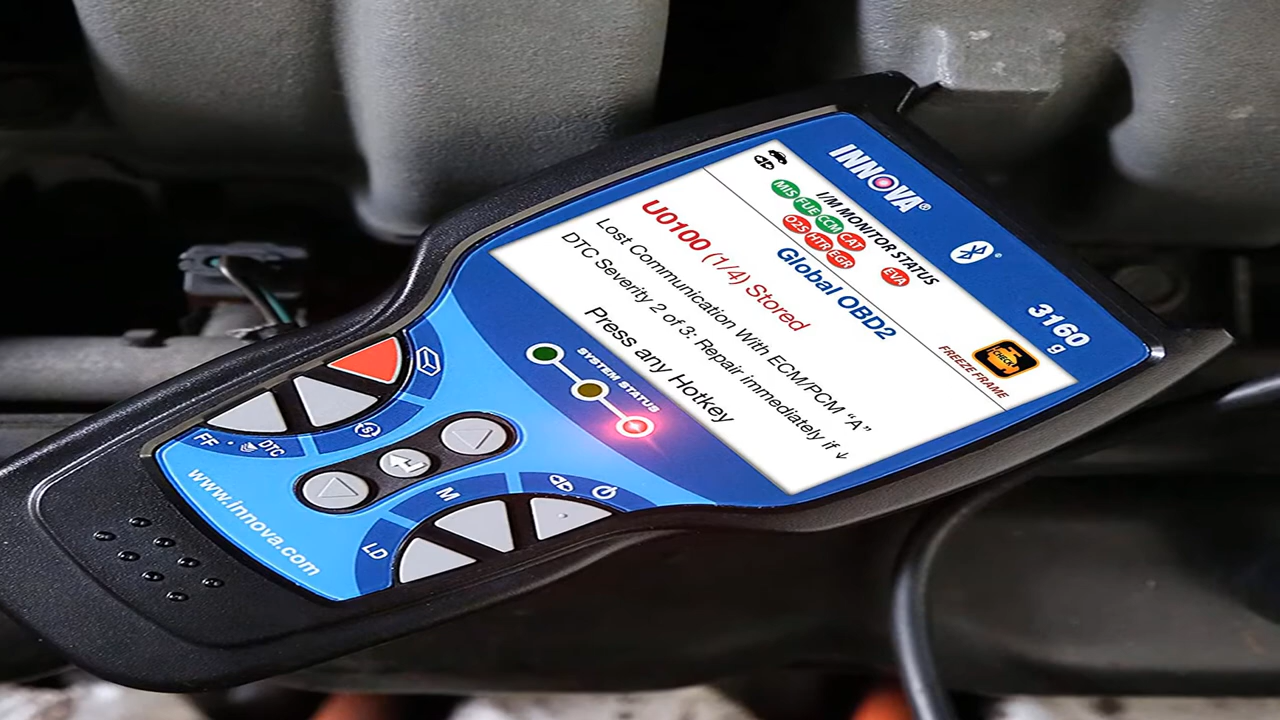 INNOVA®
3160
g
I/M MONITOR STATUS
MIS FUE CCM CAT
O2S HTR EGR EVA
CHECK
FREEZE FRAME
Global OBD2
U0100 (1/4) Stored
Lost Communication With ECM/PCM “A”
DTC Severity 2 of 3: Repair immediately if ↓
Press any Hotkey
SYSTEM STATUS
FF
DTC
S
M
LD
www.innova.com